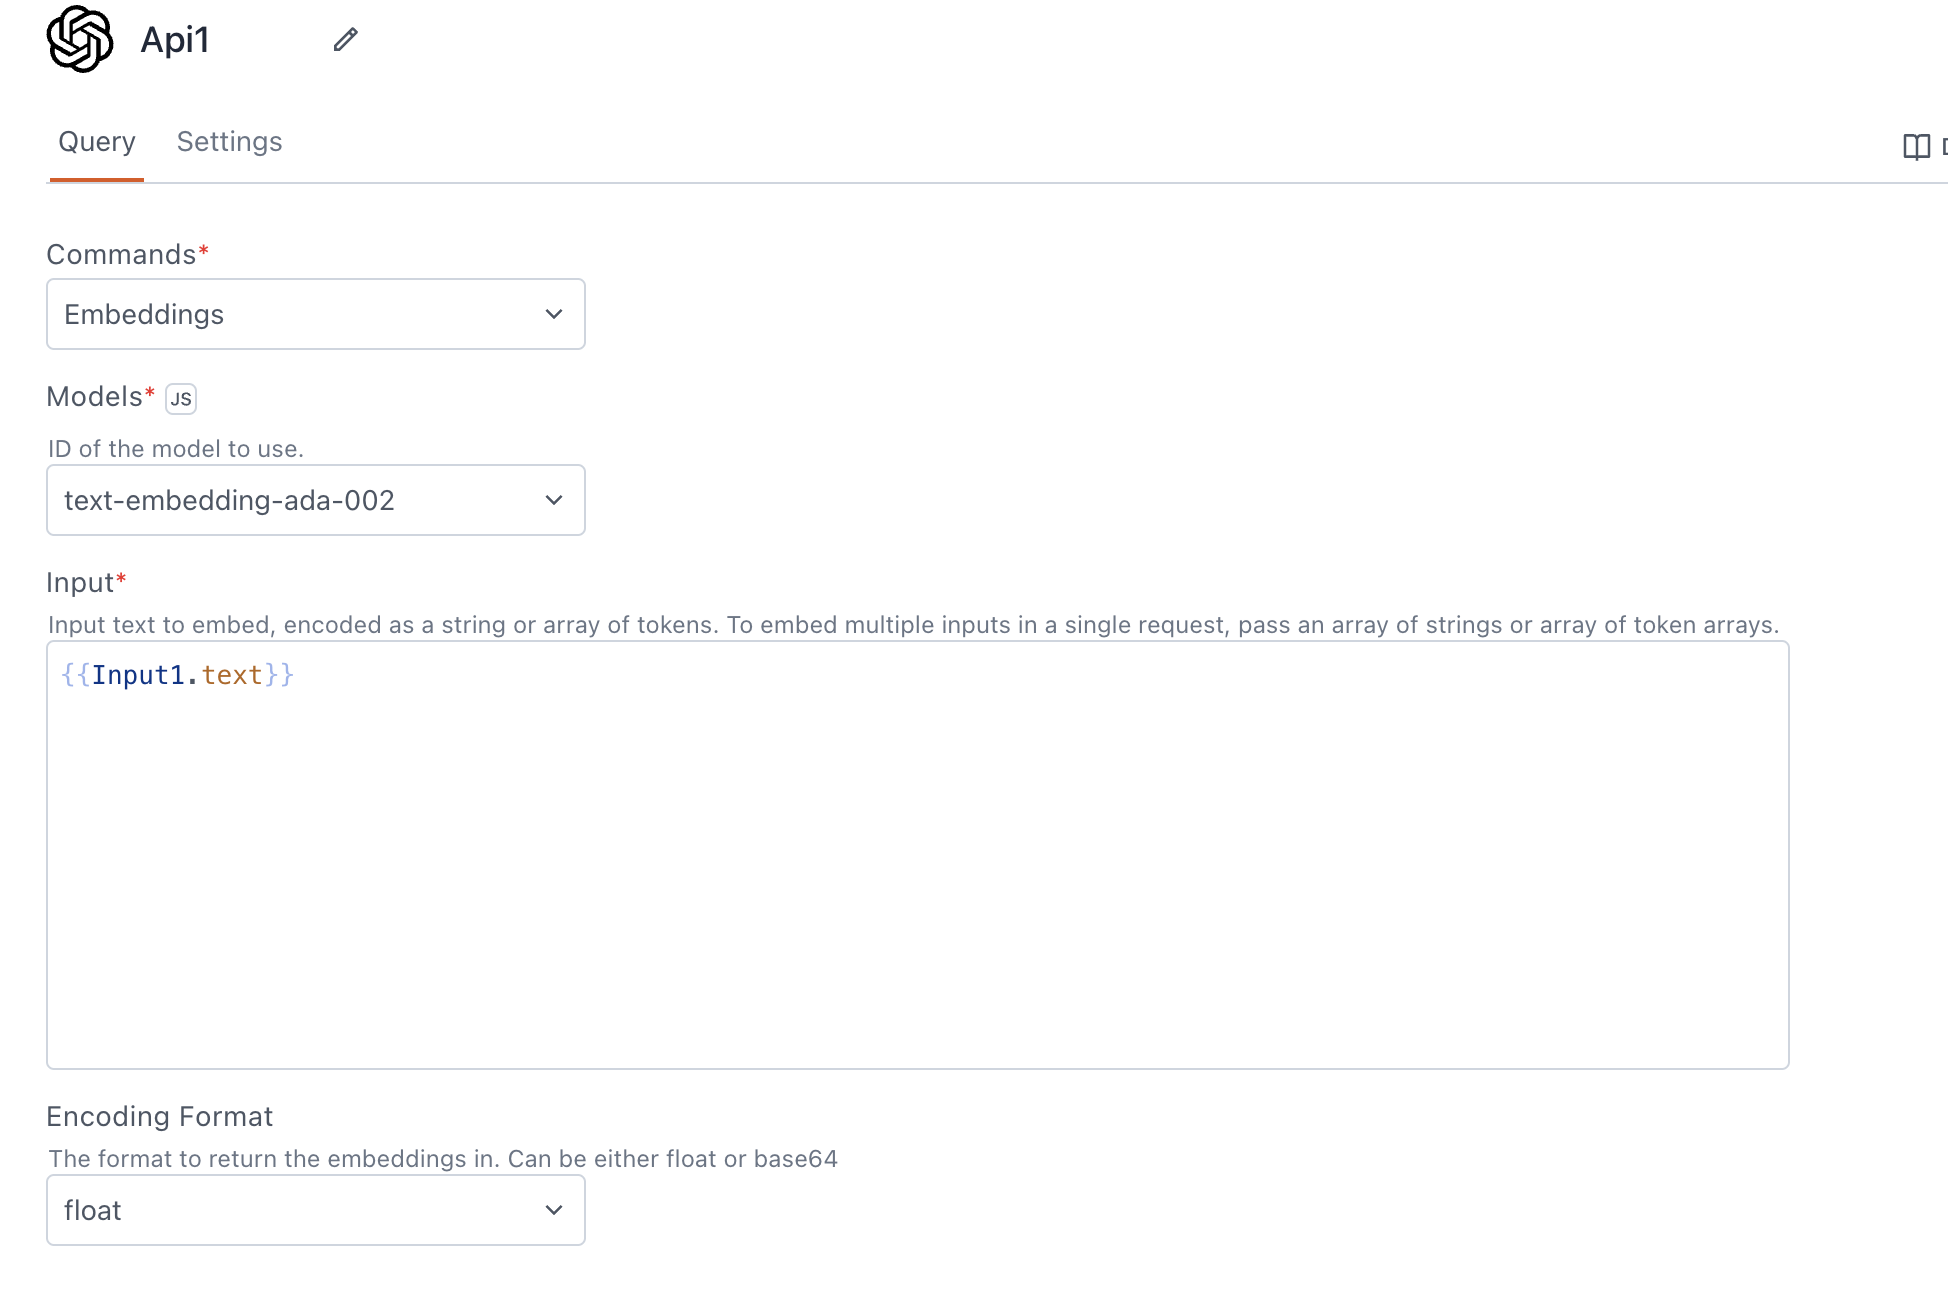 Api1
Query Settings
Commands*
Embeddings
Models* JS
ID of the model to use.
text-embedding-ada-002
Input*
Input text to embed, encoded as a string or array of tokens. To embed multiple inputs in a single request, pass an array of strings or array of token arrays.
{{Input1.text}}
Encoding Format
The format to return the embeddings in. Can be either float or base64
float